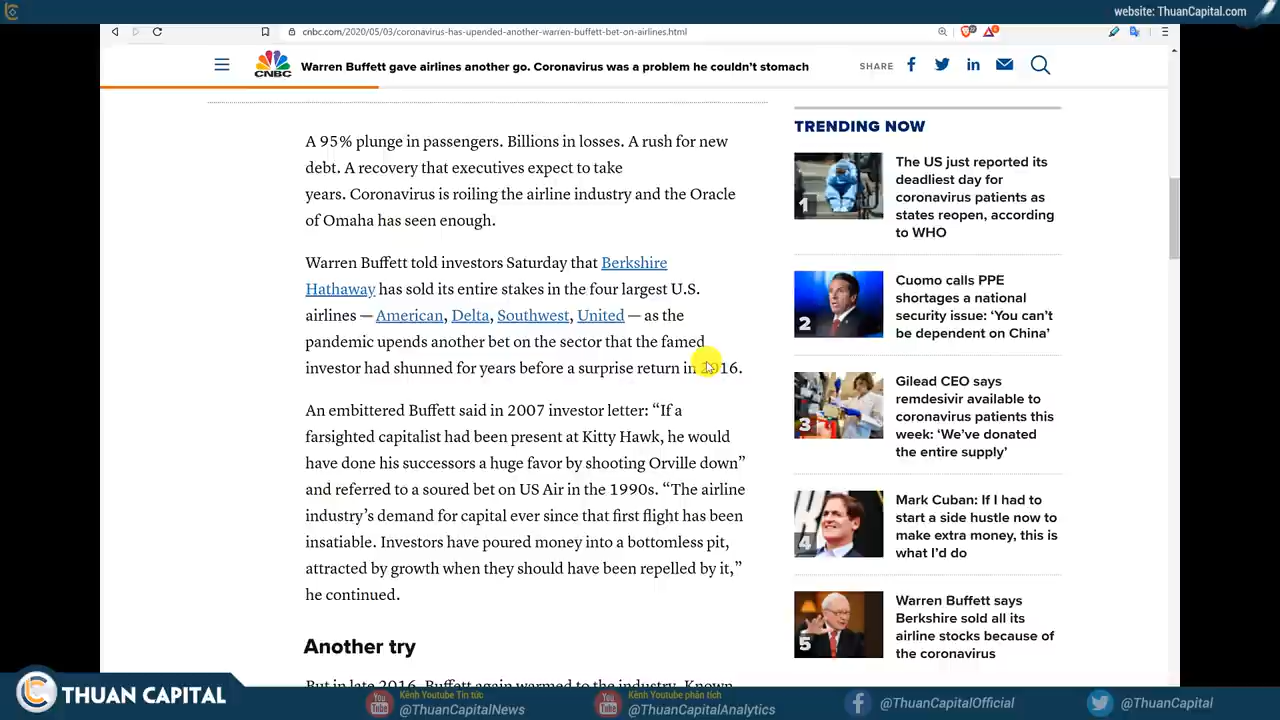 website: ThuanCapital.com
cnbc.com/2020/05/03/coronavirus-has-upended-another-warren-buffett-bet-on-airlines.html
CNBC
Warren Buffett gave airlines another go. Coronavirus was a problem he couldn't stomach
SHARE
A 95% plunge in passengers. Billions in losses. A rush for new
debt. A recovery that executives expect to take
years. Coronavirus is roiling the airline industry and the Oracle
of Omaha has seen enough.
Warren Buffett told investors Saturday that Berkshire
Hathaway has sold its entire stakes in the four largest U.S.
airlines — American, Delta, Southwest, United — as the
pandemic upends another bet on the sector that the famed
investor had shunned for years before a surprise return in 2016.
An embittered Buffett said in 2007 investor letter: “If a
farsighted capitalist had been present at Kitty Hawk, he would
have done his successors a huge favor by shooting Orville down”
and referred to a soured bet on US Air in the 1990s. “The airline
industry’s demand for capital ever since that first flight has been
insatiable. Investors have poured money into a bottomless pit,
attracted by growth when they should have been repelled by it,”
he continued.
Another try
But in late 2016, Buffett again warmed to the industry. Known
TRENDING NOW
1
The US just reported its
deadliest day for
coronavirus patients as
states reopen, according
to WHO
2
Cuomo calls PPE
shortages a national
security issue: ‘You can’t
be dependent on China’
3
Gilead CEO says
remdesivir available to
coronavirus patients this
week: ‘We’ve donated
the entire supply’
4
Mark Cuban: If I had to
start a side hustle now to
make extra money, this is
what I’d do
5
Warren Buffett says
Berkshire sold all its
airline stocks because of
the coronavirus
THUAN CAPITAL
You Tube
Kênh Youtube Tin tức
@ThuanCapitalNews
You Tube
Kênh Youtube phân tích
@ThuanCapitalAnalytics
@ThuanCapitalOfficial
@ThuanCapital